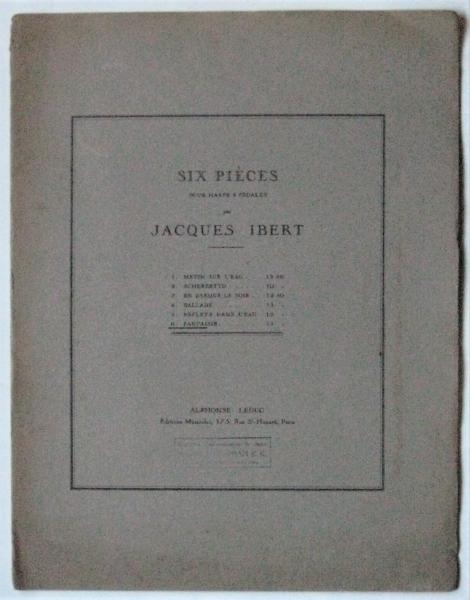 SIX PIÈCES
POUR HARPE À PÉDALES
par
JACQUES IBERT
1. MATIN SUR L'EAU
2. SCHERZETTO
3. EN BARQUE LE SOIR
4. BALLADE
5. REFLETS DANS L'EAU
6. FANTAISIE
ALPHONSE LEDUC
Éditions Musicales, 175, Rue St-Honoré, Paris